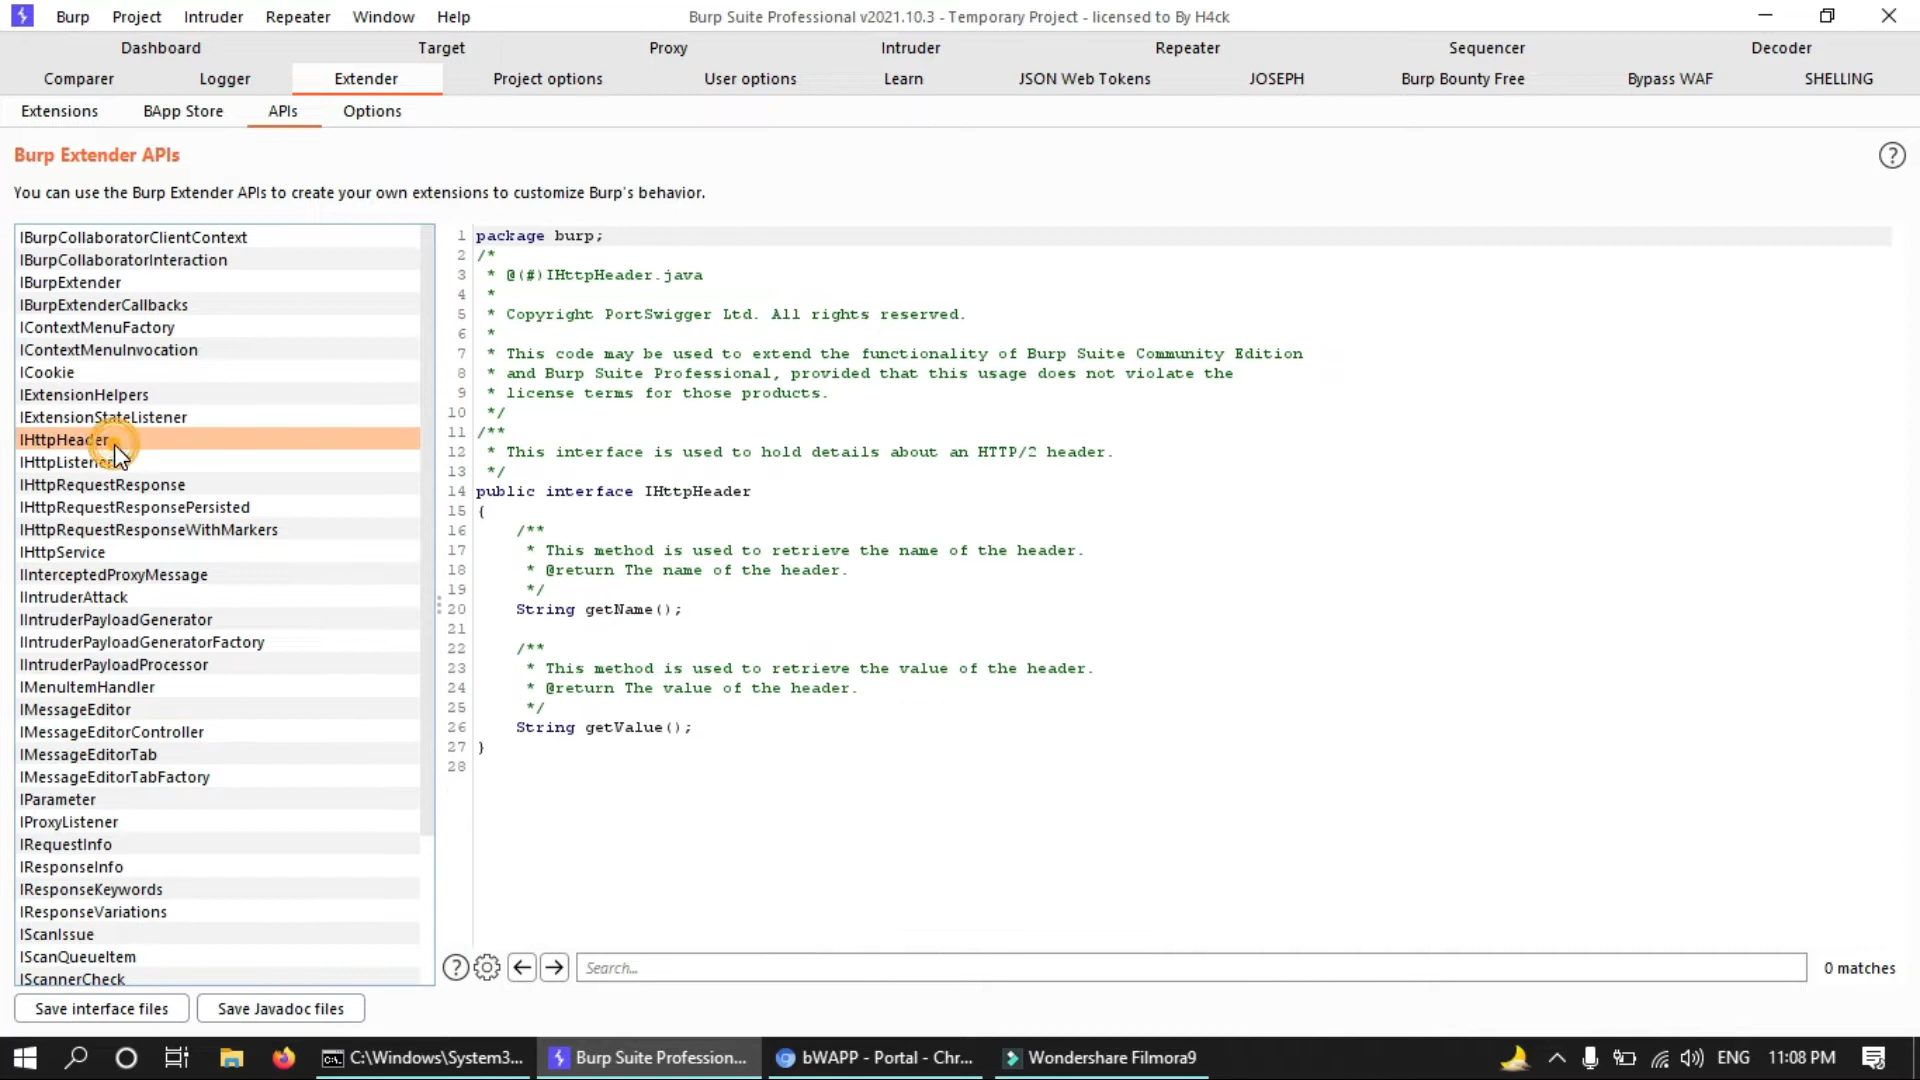 Burp Project Intruder Repeater Window Help Burp Suite Professional v2021.10.3 - Temporary Project - licensed to By H4ck
Dashboard Target Proxy Intruder Repeater Sequencer Decoder
Comparer Logger Extender Project options User options Learn JSON Web Tokens JOSEPH Burp Bounty Free Bypass WAF SHELLING
Extensions BApp Store APIs Options
Burp Extender APIs
You can use the Burp Extender APIs to create your own extensions to customize Burp's behavior.
IBurpCollaboratorClientContext
IBurpCollaboratorInteraction
IBurpExtender
IBurpExtenderCallbacks
IContextMenuFactory
IContextMenuInvocation
ICookie
IExtensionHelpers
IExtensionStateListener
IHttpHeader
IHttpListener
IHttpRequestResponse
IHttpRequestResponsePersisted
IHttpRequestResponseWithMarkers
IHttpService
IInterceptedProxyMessage
IIntruderAttack
IIntruderPayloadGenerator
IIntruderPayloadGeneratorFactory
IIntruderPayloadProcessor
IMenuItemHandler
IMessageEditor
IMessageEditorController
IMessageEditorTab
IMessageEditorTabFactory
IParameter
IProxyListener
IRequestInfo
IResponseInfo
IResponseKeywords
IResponseVariations
IScanIssue
IScanQueueItem
IScannerCheck
1 package burp;
2 /*
3 * @(#)IHttpHeader.java
4 *
5 * Copyright PortSwigger Ltd. All rights reserved.
6 *
7 * This code may be used to extend the functionality of Burp Suite Community Edition
8 * and Burp Suite Professional, provided that this usage does not violate the
9 * license terms for those products.
10 */
11 /**
12 * This interface is used to hold details about an HTTP/2 header.
13 */
14 public interface IHttpHeader
15 {
16 /**
17 * This method is used to retrieve the name of the header.
18 * @return The name of the header.
19 */
20 String getName();
21
22 /**
23 * This method is used to retrieve the value of the header.
24 * @return The value of the header.
25 */
26 String getValue();
27 }
28
Search... 0 matches
Save interface files Save Javadoc files
C:\Windows\System3... Burp Suite Profession... bWAPP - Portal - Chr... Wondershare Filmora9 ENG 11:08 PM